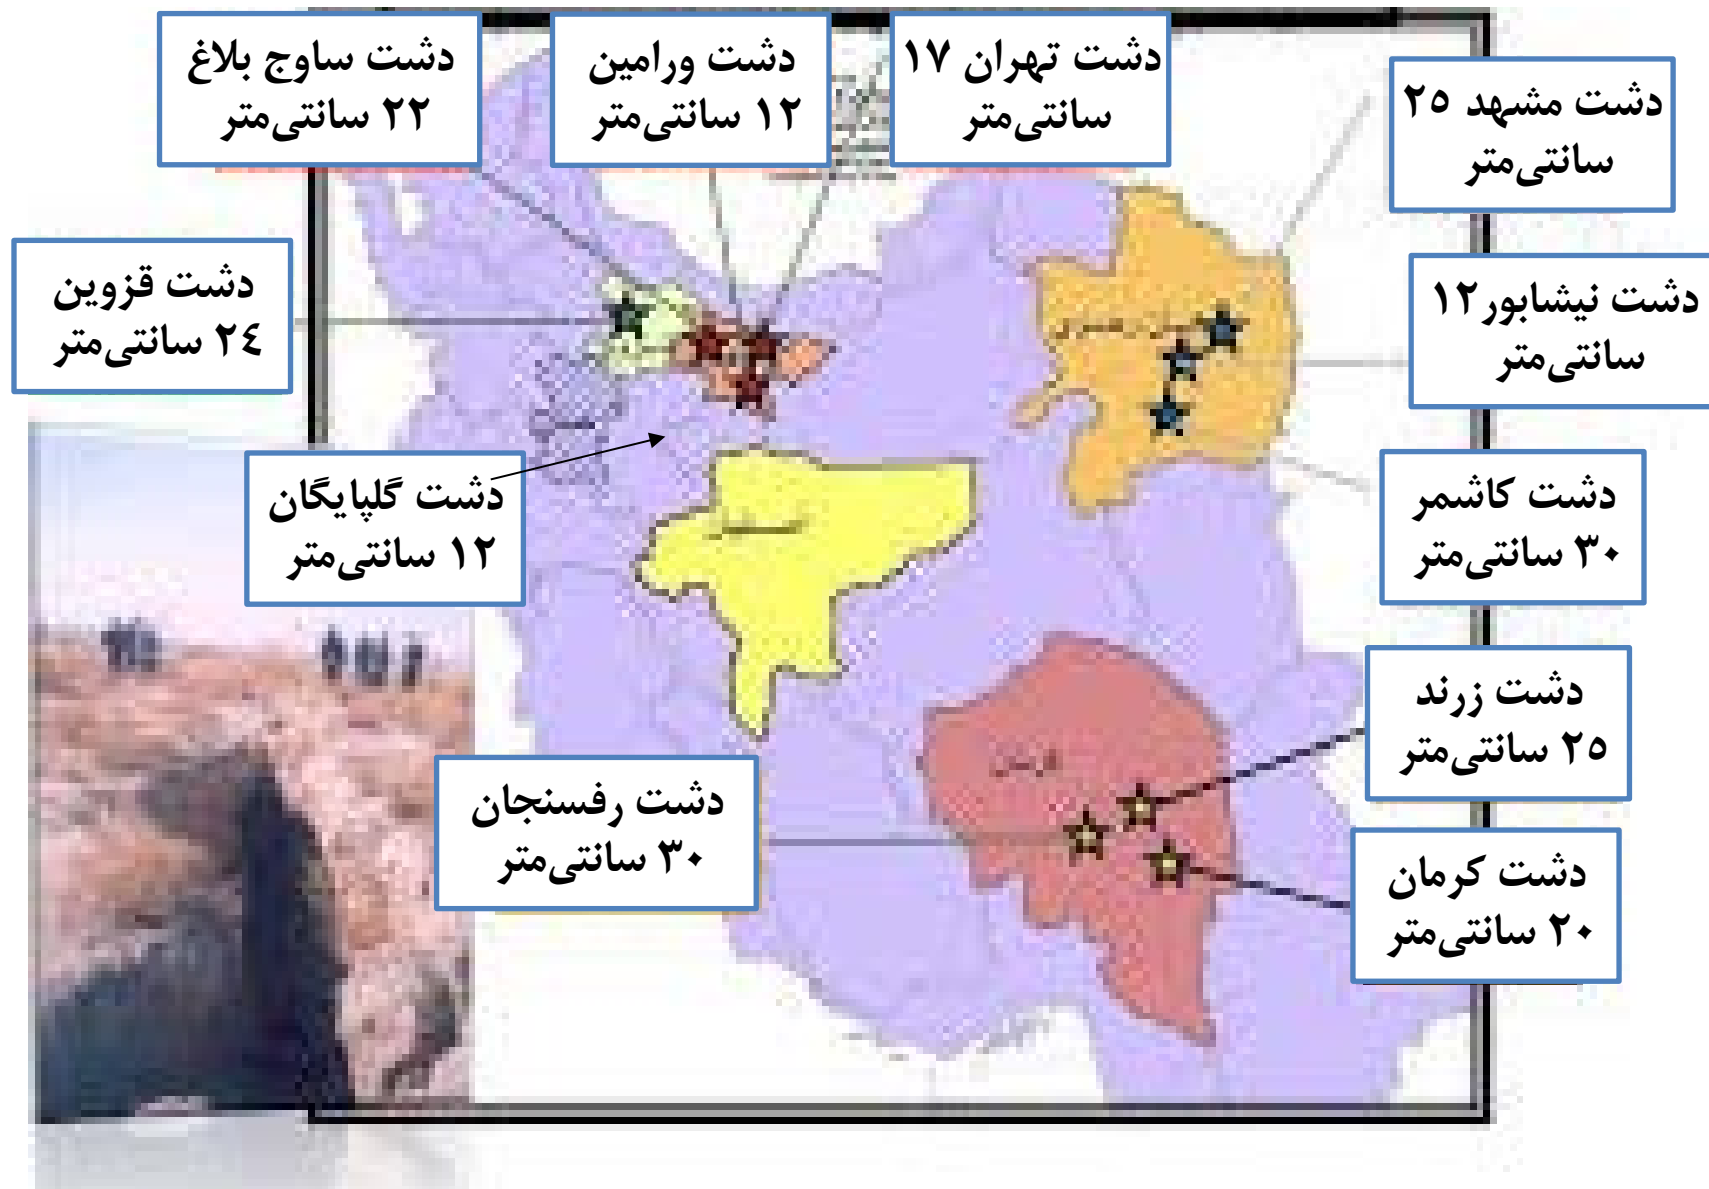 دشت ساوج بلاغ
۲۲ سانتی‌متر
دشت ورامین
۱۲ سانتی‌متر
دشت تهران ۱۷
سانتی‌متر
دشت مشهد ۲۵
سانتی‌متر
دشت قزوین
۲٤ سانتی‌متر
دشت نیشابور۱۲
سانتی‌متر
دشت گلپایگان
۱۲ سانتی‌متر
دشت کاشمر
۳۰ سانتی‌متر
دشت زرند
۲۵ سانتی‌متر
دشت رفسنجان
۳۰ سانتی‌متر
دشت کرمان
۲۰ سانتی‌متر